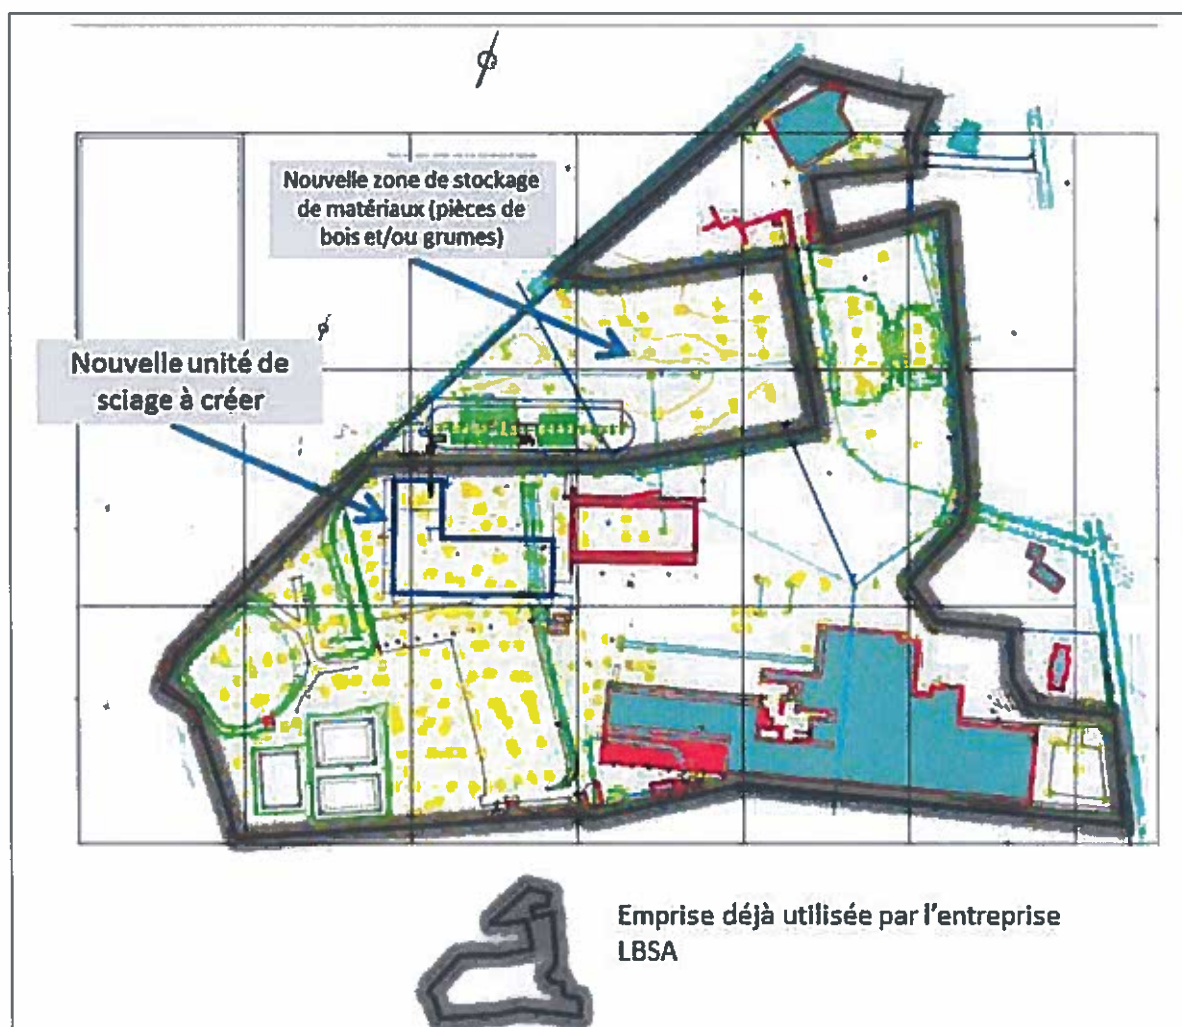 Nouvelle zone de stockage
de matériaux (pièces de
bois et/ou grumes)
Nouvelle unité de
sciage à créer
Emprise déjà utilisée par l'entreprise
LBSA